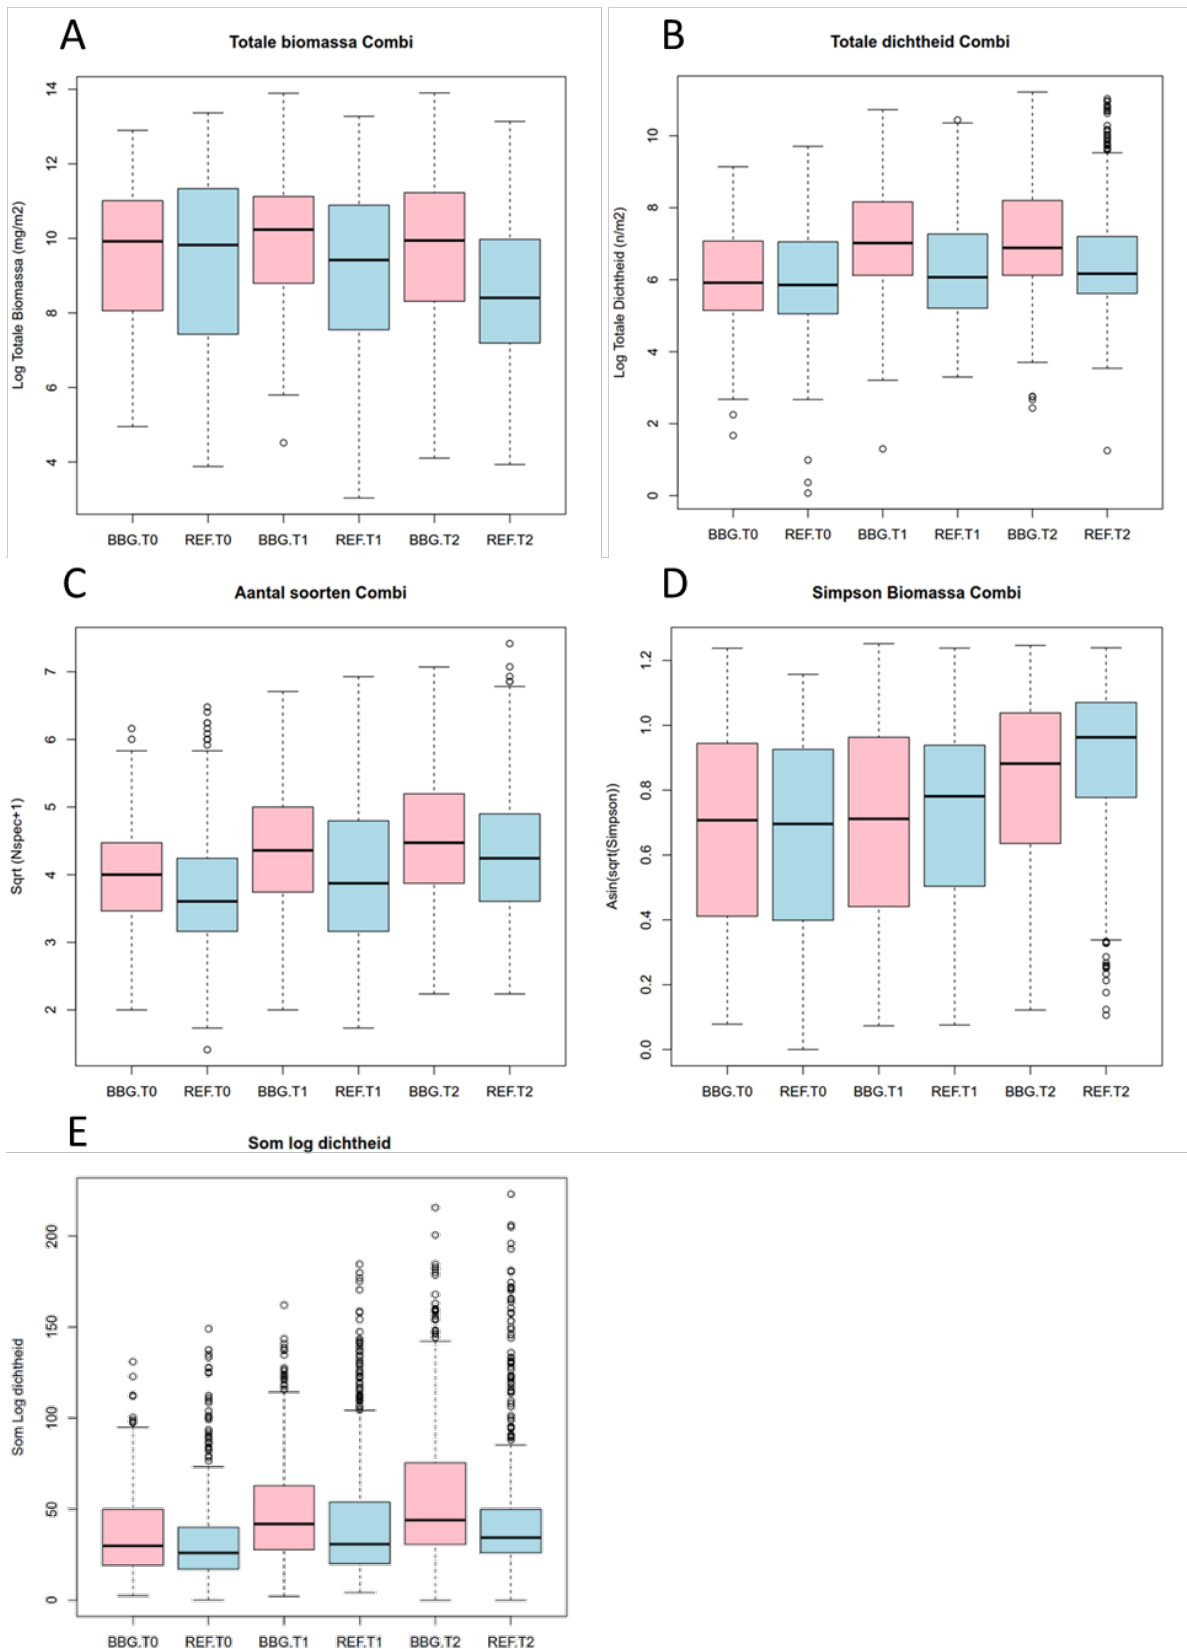 A
Totale biomassa Combi
Log Totale Biomassa (mg/m2)
14
12
10
8
6
4
BBG.T0 REF.T0 BBG.T1 REF.T1 BBG.T2 REF.T2
B
Totale dichtheid Combi
Log Totale Dichtheid (n/m2)
10
8
6
4
2
0
BBG.T0 REF.T0 BBG.T1 REF.T1 BBG.T2 REF.T2
C
Aantal soorten Combi
Sqrt (Nspec+1)
7
6
5
4
3
2
BBG.T0 REF.T0 BBG.T1 REF.T1 BBG.T2 REF.T2
D
Simpson Biomassa Combi
Asin(sqrt(Simpson))
1.2
1.0
0.8
0.6
0.4
0.2
0.0
BBG.T0 REF.T0 BBG.T1 REF.T1 BBG.T2 REF.T2
E
Som log dichtheid
Som Log dichtheid
200
150
100
50
0
BBG.T0 REF.T0 BBG.T1 REF.T1 BBG.T2 REF.T2